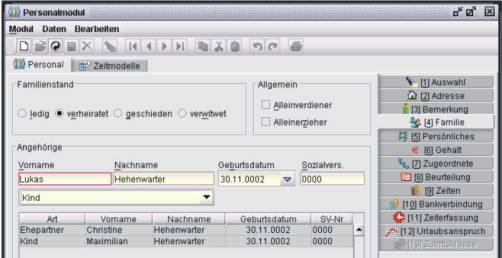 Personalmodul
Modul Daten Bearbeiten
Personal Zeitmodelle
Familienstand
ledig verheiratet geschieden verwitwet
Allgemein
Alleinverdiener
Alleinerzieher
Angehörige
Vorname Nachname Geburtsdatum Sozialvers.
Lukas Hehenwarter 30.11.0002 0000
Kind
Art Vorname Nachname Geburtsdatum SV-Nr
Ehepartner Christine Hehenwarter 30.11.0002 0000
Kind Maximilian Hehenwarter 30.11.0002 0000
[1] Auswahl
[2] Adresse
[3] Bemerkung
[4] Familie
[5] Persönliches
[6] Gehalt
[7] Zugeordnete
[8] Beurteilung
[9] Zeiten
[10] Bankverbindung
[11] Zeiterfassung
[12] Urlaubsanspruch